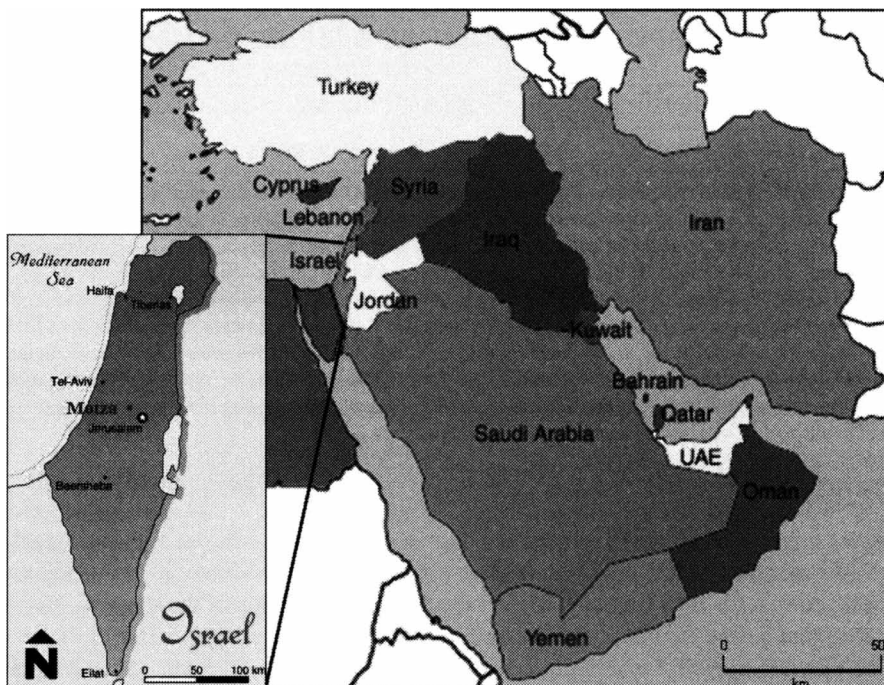 Turkey
Cyprus
Syria
Lebanon
Iraq
Iran
Israel
Jordan
Kuwait
Bahrain
Qatar
Saudi Arabia
UAE
Oman
Yemen
0 50
km
Mediterranean
Sea
Haifa
Tiberias
Tel-Aviv
Motza
Jerusalem
Beersheba
Israel
N
Eilat
0 50 100 km